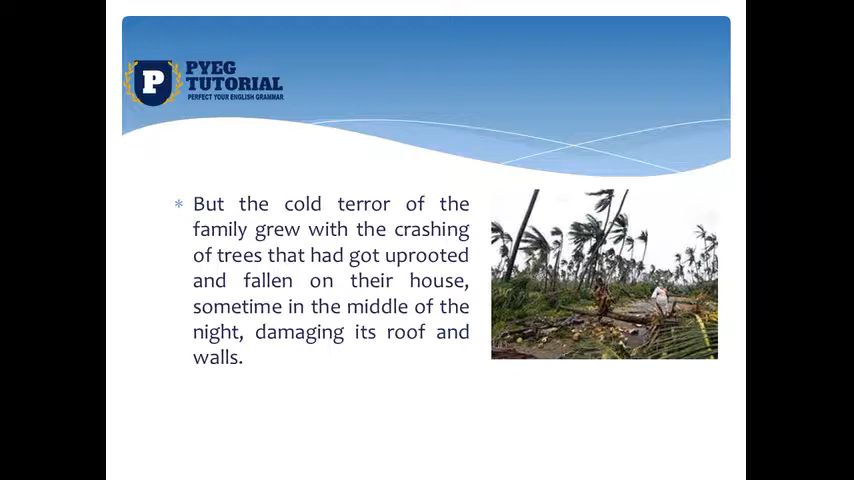 P
PYEG
TUTORIAL
PERFECT YOUR ENGLISH GRAMMAR
* But the cold terror of the
family grew with the crashing
of trees that had got uprooted
and fallen on their house,
sometime in the middle of the
night, damaging its roof and
walls.